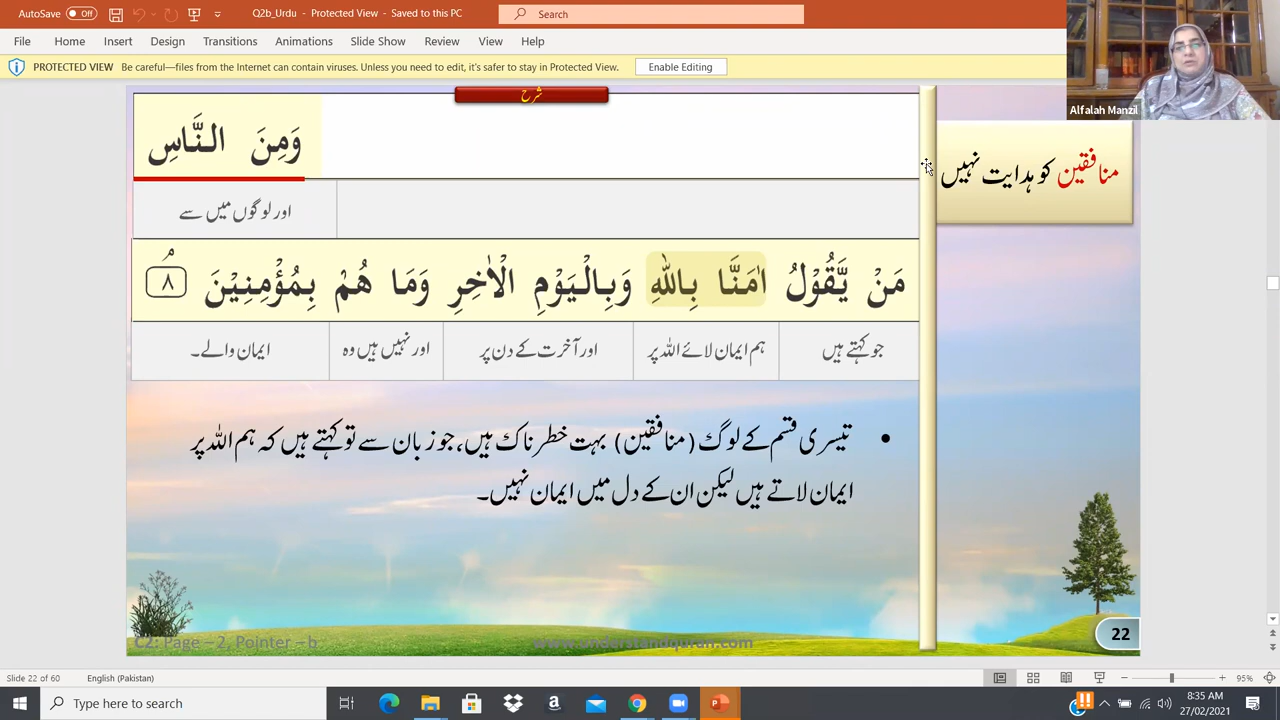 AutoSave Off Q2b_Urdu - Protected View - Saved to this PC Search
File Home Insert Design Transitions Animations Slide Show Review View Help
PROTECTED VIEW Be careful—files from the Internet can contain viruses. Unless you need to edit, it's safer to stay in Protected View. Enable Editing
Alfalah Manzil
شرح
منافقین کو ہدایت نہیں
وَمِنَ النَّاسِ
اور لوگوں میں سے
مَنْ يَّقُوْلُ اٰمَنَّا بِاللّٰهِ وَبِالْيَوْمِ الْاٰخِرِ وَمَا هُمْ بِمُؤْمِنِيْنَ ۘ ۸
جو کہتے ہیں ہم ایمان لائے اللہ پر اور آخرت کے دن پر اور نہیں ہیں وہ ایمان والے۔
• تیسری قسم کے لوگ (منافقین) بہت خطرناک ہیں، جو زبان سے تو کہتے ہیں کہ ہم اللہ پر
ایمان لاتے ہیں لیکن ان کے دل میں ایمان نہیں۔
C2: Page – 2, Pointer – b. www.understandquran.com 22
Slide 22 of 60 English (Pakistan) 95%
Type here to search 8:35 AM
27/02/2021